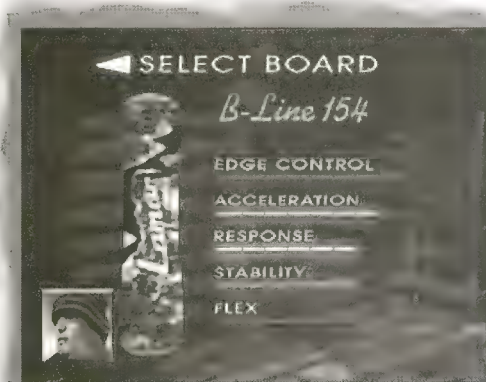 SELECT BOARD
B-Line 154
EDGE CONTROL
ACCELERATION
RESPONSE
STABILITY
FLEX